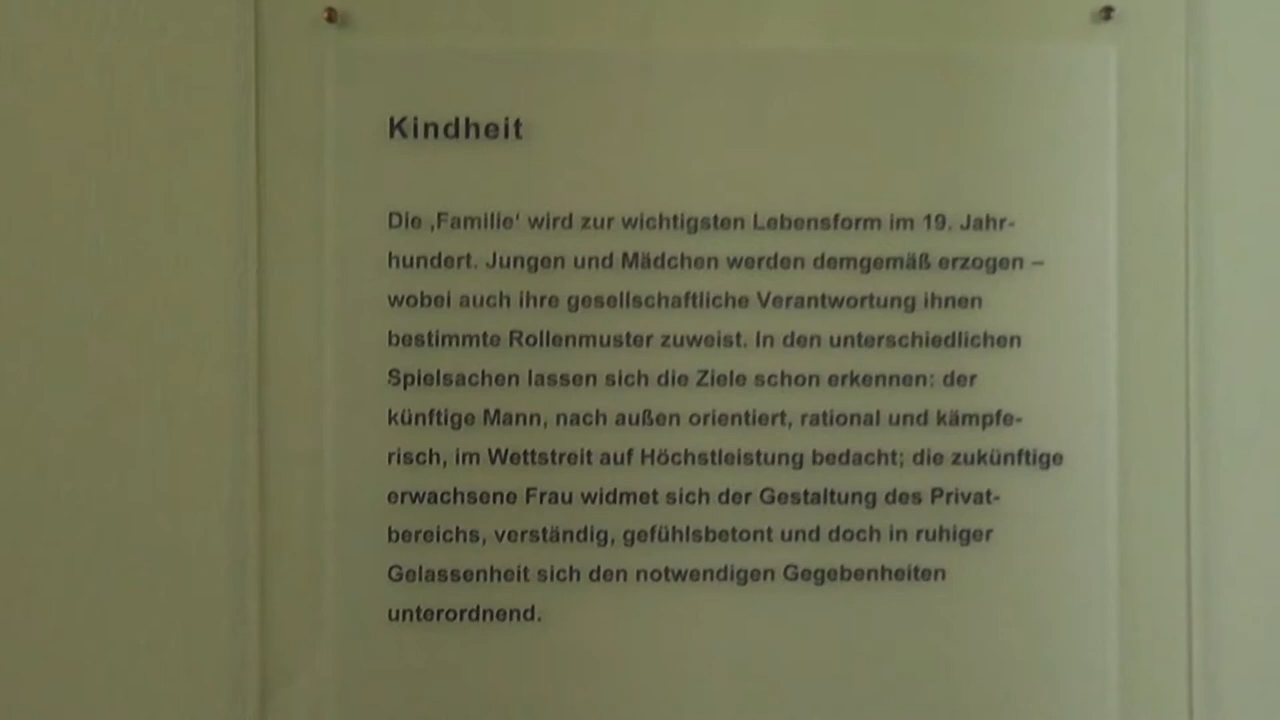 Kindheit
Die ‚Familie‘ wird zur wichtigsten Lebensform im 19. Jahr-
hundert. Jungen und Mädchen werden demgemäß erzogen –
wobei auch ihre gesellschaftliche Verantwortung ihnen
bestimmte Rollenmuster zuweist. In den unterschiedlichen
Spielsachen lassen sich die Ziele schon erkennen: der
künftige Mann, nach außen orientiert, rational und kämpfe-
risch, im Wettstreit auf Höchstleistung bedacht; die zukünftige
erwachsene Frau widmet sich der Gestaltung des Privat-
bereichs, verständig, gefühlsbetont und doch in ruhiger
Gelassenheit sich den notwendigen Gegebenheiten
unterordnend.